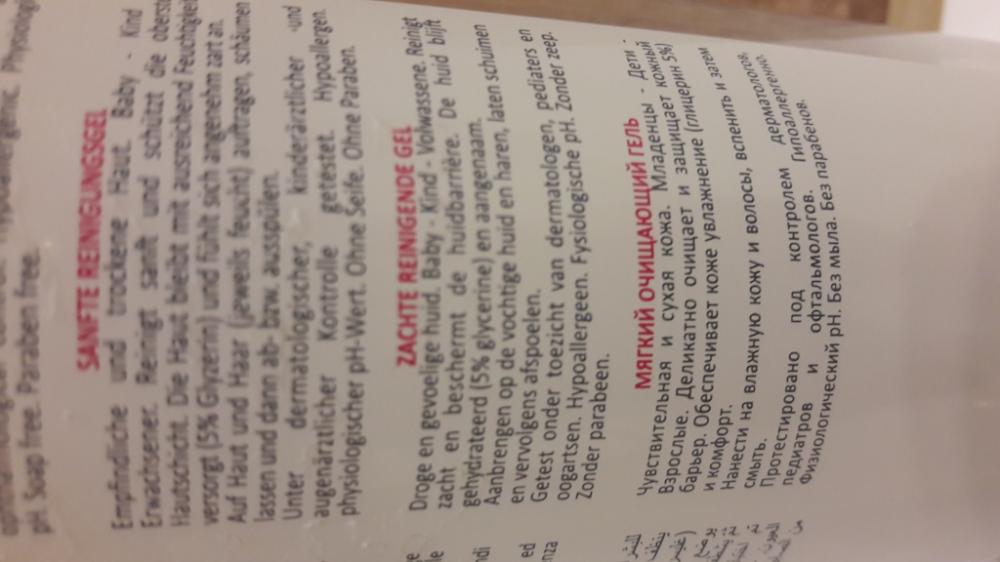 pH. Soap free. Paraben free.
SANFTE REINIGUNGSGEL
Empfindliche und trockene Haut. Baby - Kind
Erwachsener. Reinigt sanft und schützt die oberste
Hautschicht. Die Haut bleibt mit ausreichend Feuchtigkeit
versorgt (5% Glyzerin) und fühlt sich angenehm zart an.
Auf Haut und Haar (jeweils feucht) auftragen, schäumen
lassen und dann ab- bzw. ausspülen.
Unter dermatologischer, kinderärztlicher und
augenärztlicher Kontrolle getestet. Hypoallergen.
physiologischer pH-Wert. Ohne Seife. Ohne Paraben.
ZACHTE REINIGENDE GEL
Droge en gevoelige huid. Baby - Kind - Volwassene. Reinigt
zacht en beschermt de huidbarrière. De huid blijft
gehydrateerd (5% glycerine) en aangenaam.
Aanbrengen op de vochtige huid en haren, laten schuimen
en vervolgens afspoelen.
Getest onder toezicht van dermatologen, pediaters en
oogartsen. Hypoallergeen. Fysiologische pH. Zonder zeep.
Zonder parabeen.
МЯГКИЙ ОЧИЩАЮЩИЙ ГЕЛЬ
Чувствительная и сухая кожа. Младенцы - Дети -
Взрослые. Деликатно очищает и защищает кожный
барьер. Обеспечивает коже увлажнение (глицерин 5%)
и комфорт.
Нанести на влажную кожу и волосы, вспенить и затем
смыть.
Протестировано под контролем дерматологов,
педиатров и офтальмологов. Гипоаллергенно.
Физиологический pH. Без мыла. Без парабенов.